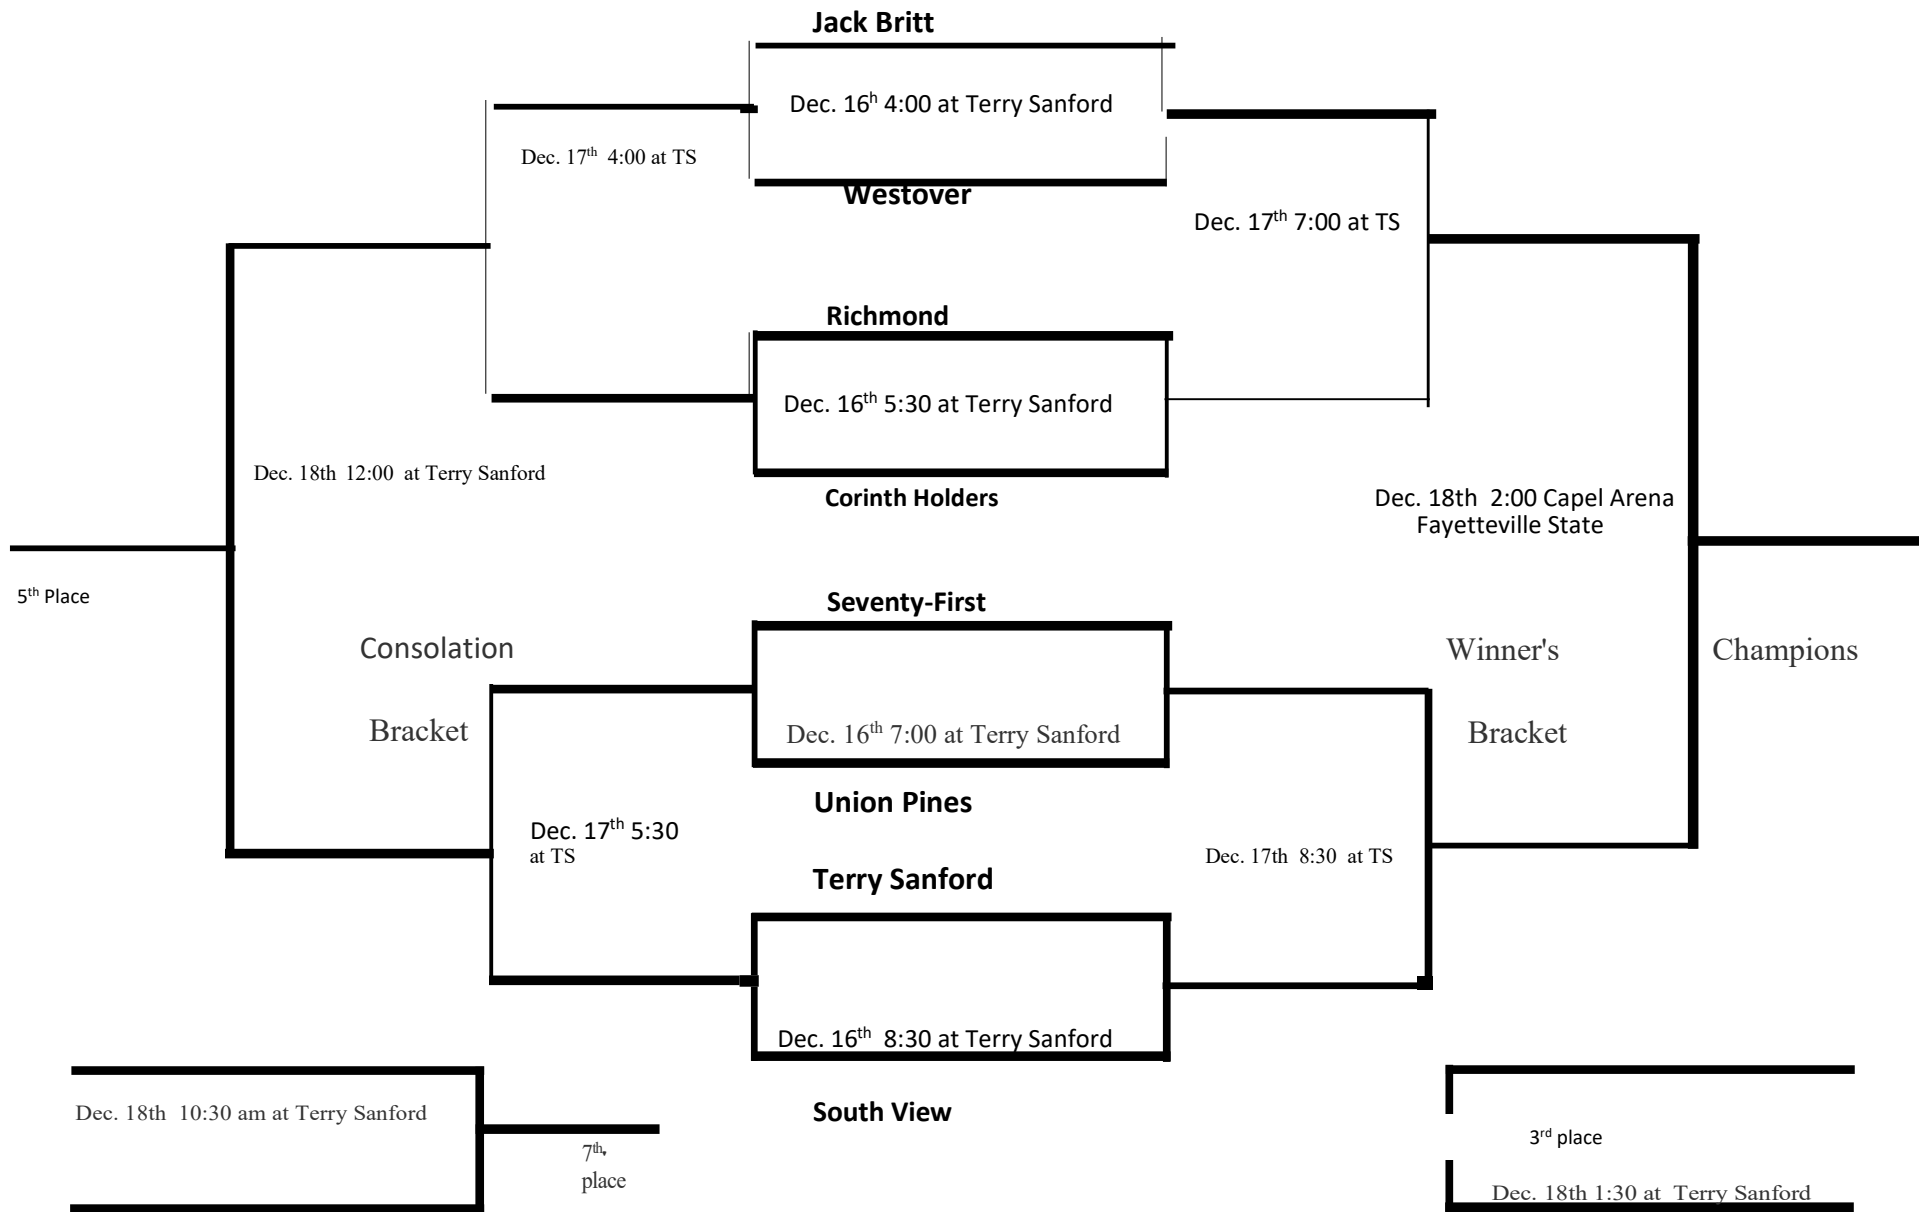 Jack Britt
Dec. 16h 4:00 at Terry Sanford
Dec. 17th 4:00 at TS
Westover
Dec. 17th 7:00 at TS
Richmond
Dec. 16th 5:30 at Terry Sanford
Dec. 18th 12:00 at Terry Sanford
Corinth Holders
Dec. 18th 2:00 Capel Arena
Fayetteville State
5th Place
Seventy-First
Consolation
Bracket
Winner's
Bracket
Champions
Dec. 16th 7:00 at Terry Sanford
Union Pines
Dec. 17th 5:30
at TS
Dec. 17th 8:30 at TS
Terry Sanford
Dec. 16th 8:30 at Terry Sanford
South View
Dec. 18th 10:30 am at Terry Sanford
7th,
place
3rd place
Dec. 18th 1:30 at Terry Sanford